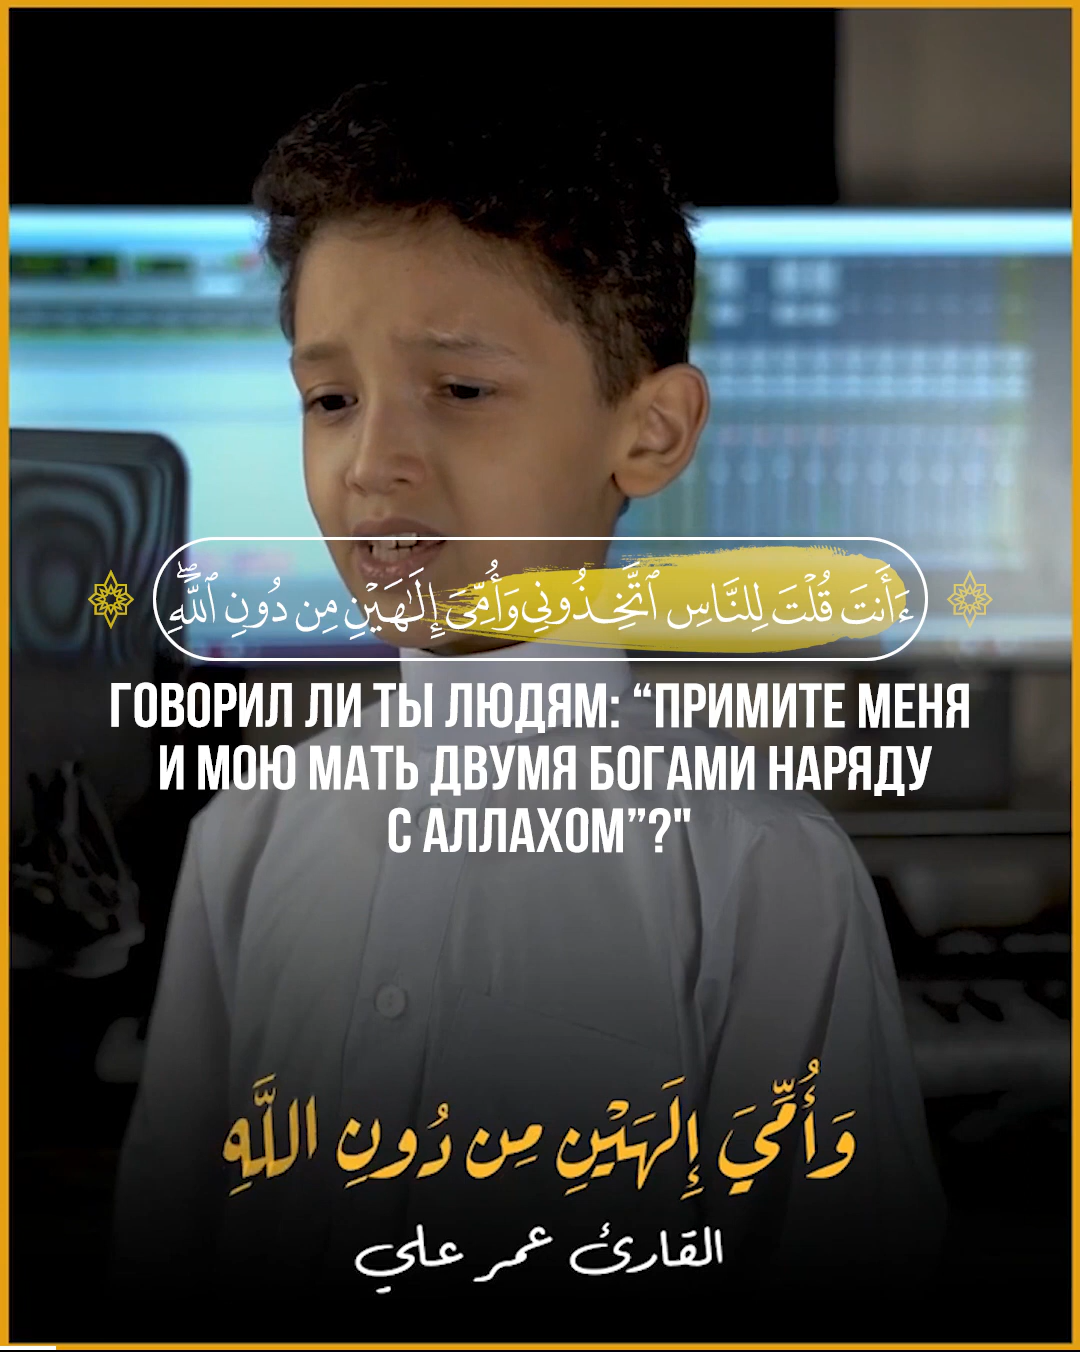 ءَأَنتَ قُلْتَ لِلنَّاسِ ٱتَّخِذُونِي وَأُمِّيَ إِلَـٰهَيْنِ مِن دُونِ ٱللَّهِۖ
ГОВОРИЛ ЛИ ТЫ ЛЮДЯМ: “ПРИМИТЕ МЕНЯ
И МОЮ МАТЬ ДВУМЯ БОГАМИ НАРЯДУ
С АЛЛАХОМ”?"
وَأُمِّيَ إِلَهَيْنِ مِن دُونِ اللَّهِ
القارئ عمر علي